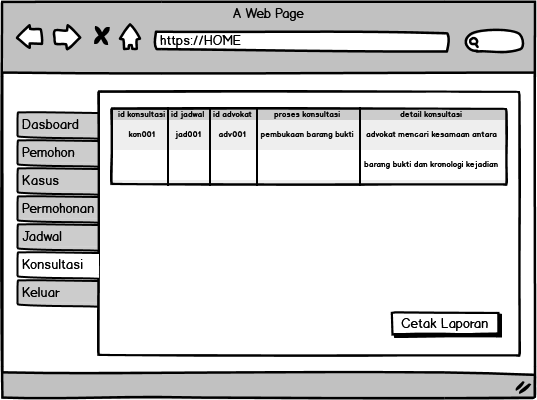 A Web Page
https://HOME
Dasboard
Pemohon
Kasus
Permohonan
Jadwal
Konsultasi
Keluar
id konsultasi id jadwal id advokat proses konsultasi detail konsultasi
kon001 jad001 adv001 pembukaan barang bukti advokat mencari kesamaan antara
barang bukti dan kronologi kejadian
Cetak Laporan